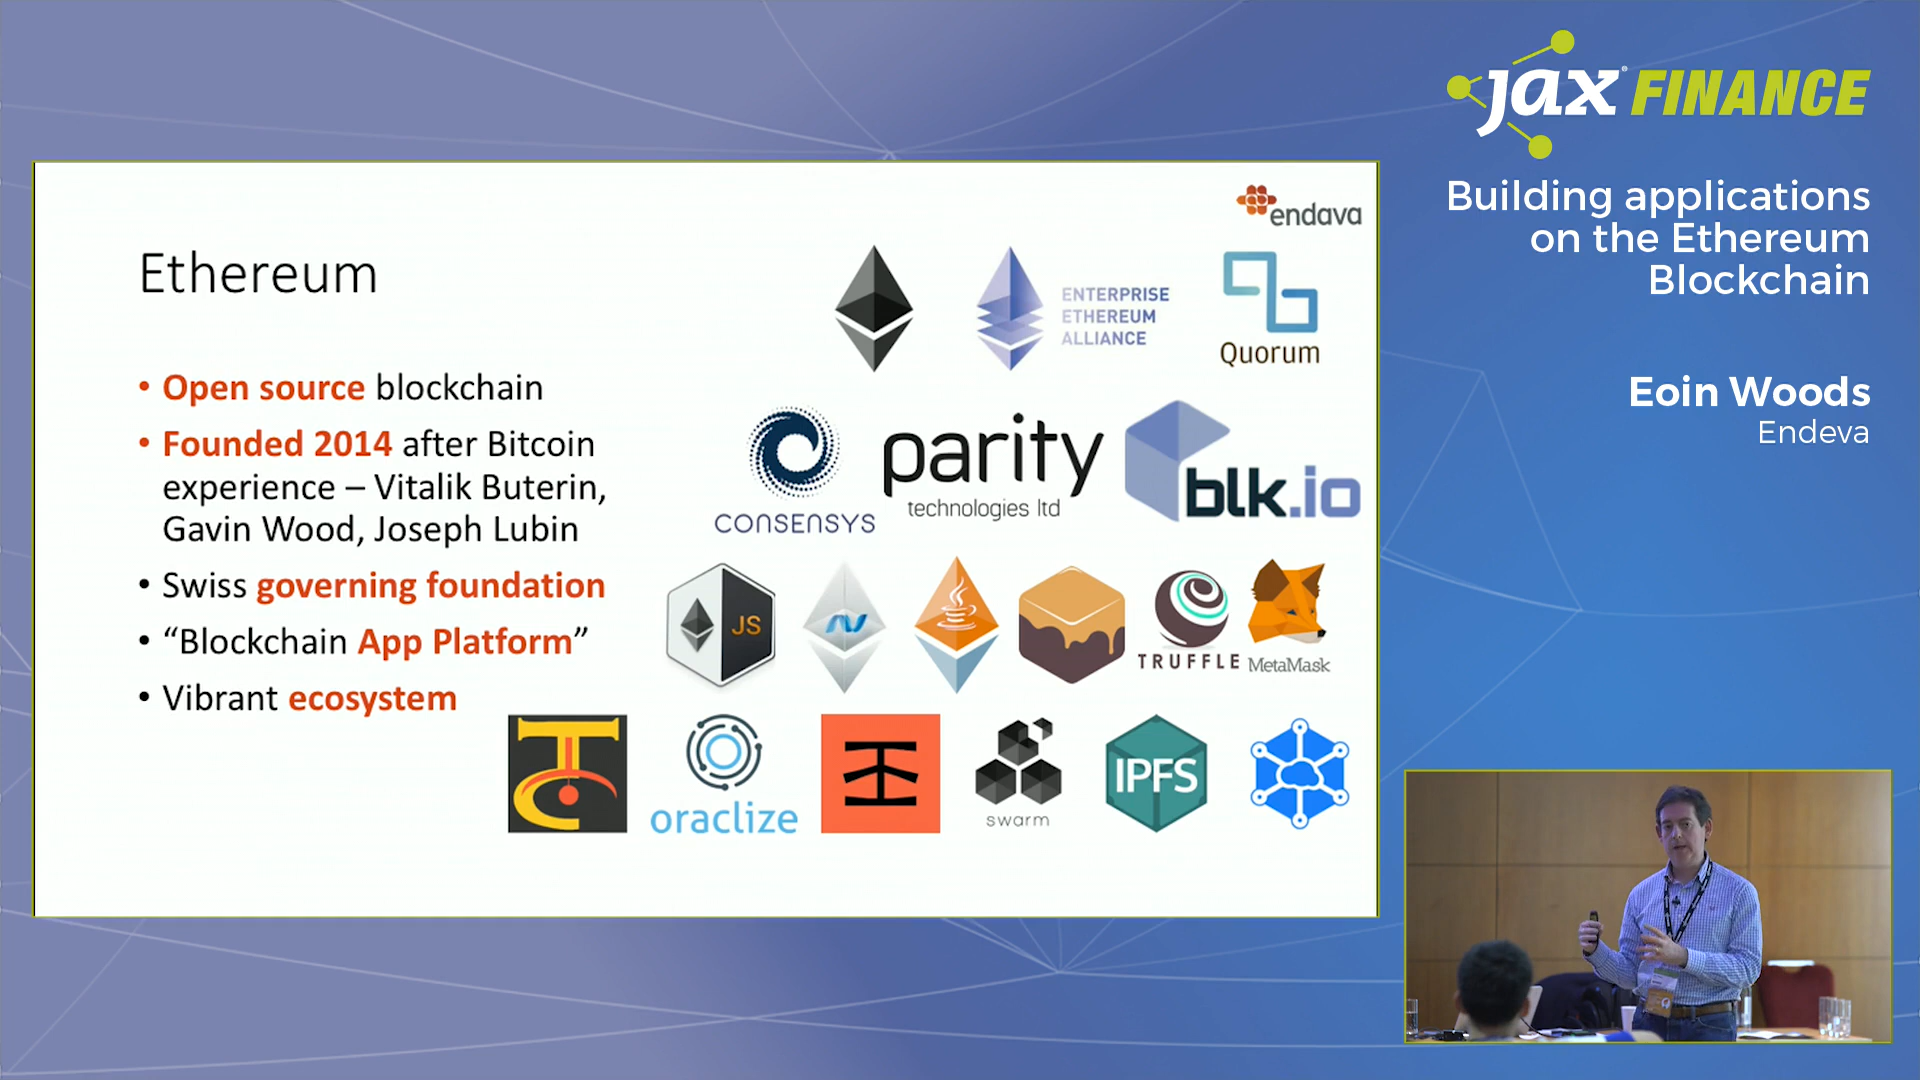 jax® FINANCE
Building applications
on the Ethereum
Blockchain
Eoin Woods
Endeva
endava
Ethereum
• Open source blockchain
• Founded 2014 after Bitcoin
experience – Vitalik Buterin,
Gavin Wood, Joseph Lubin
• Swiss governing foundation
• “Blockchain App Platform”
• Vibrant ecosystem
ENTERPRISE
ETHEREUM
ALLIANCE
Quorum
CONSENSYS
parity
technologies ltd
blk.io
JS
TRUFFLE
MetaMask
TC
oraclize
swarm
IPFS